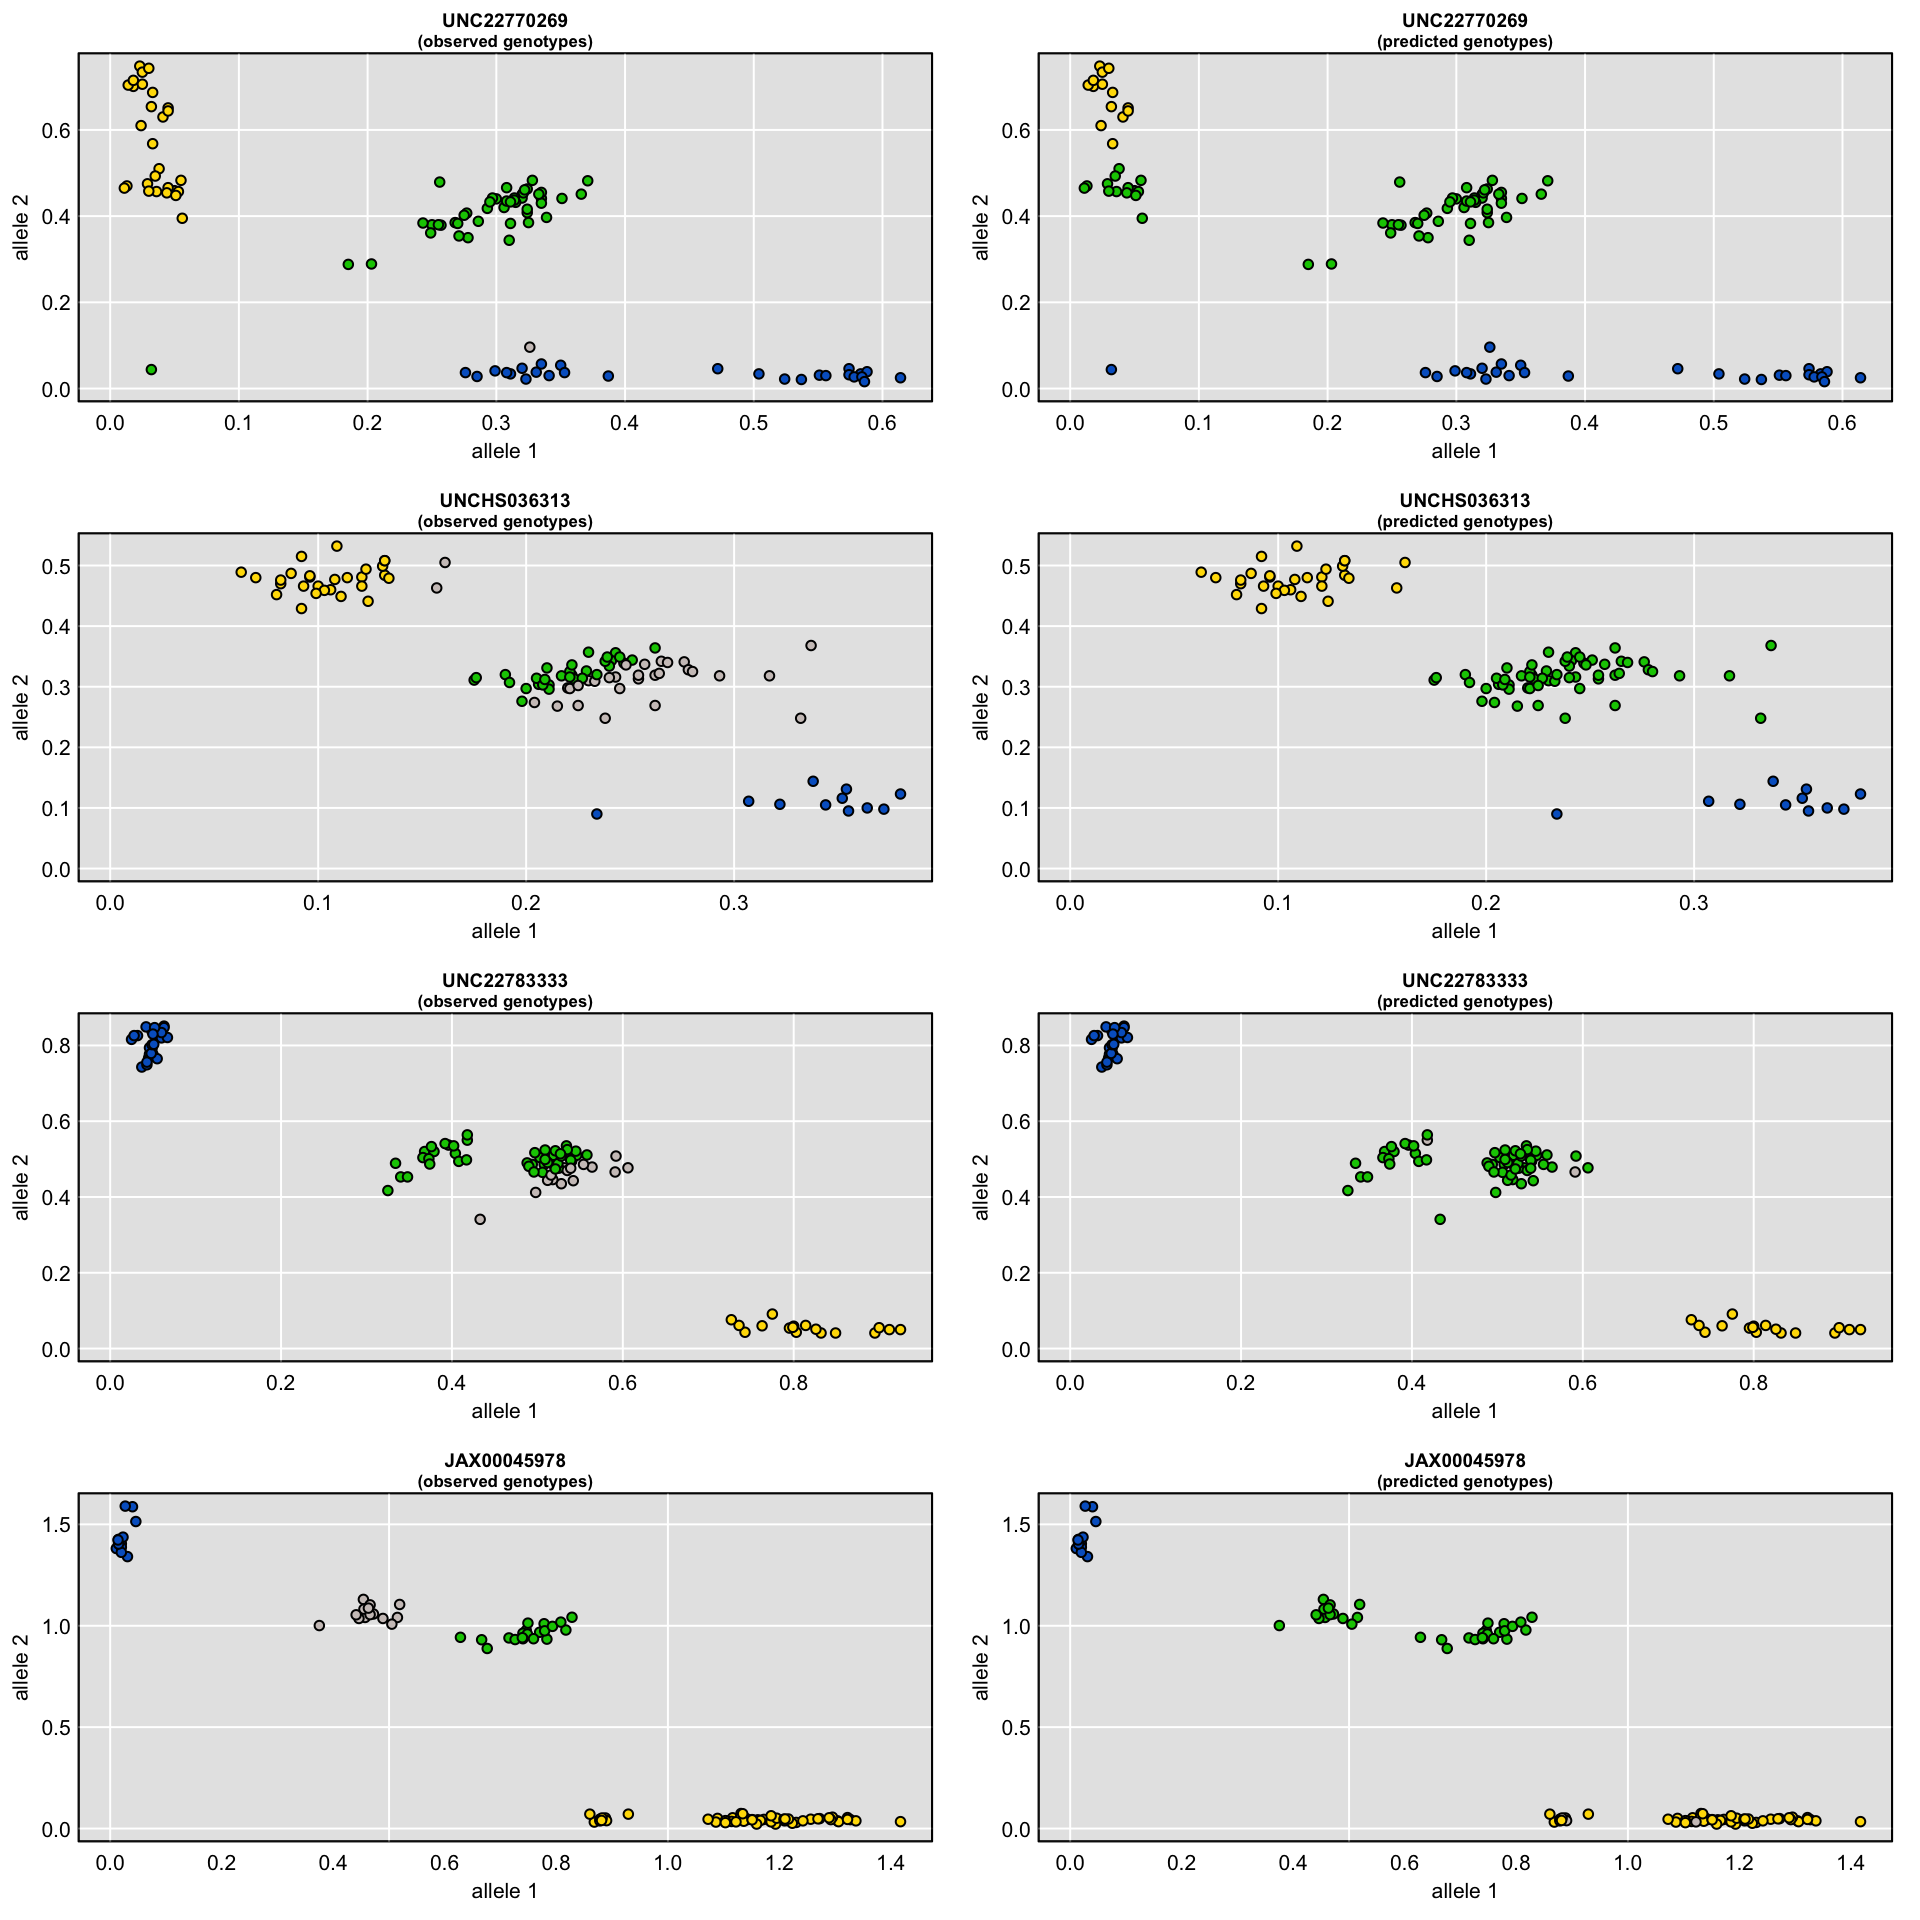 UNC22770269
(observed genotypes)
allele 2
0.6
0.4
0.2
0.0
0.0 0.1 0.2 0.3 0.4 0.5 0.6
allele 1
UNC22770269
(predicted genotypes)
allele 2
0.6
0.4
0.2
0.0
0.0 0.1 0.2 0.3 0.4 0.5 0.6
allele 1
UNCHS036313
(observed genotypes)
allele 2
0.5
0.4
0.3
0.2
0.1
0.0
0.0 0.1 0.2 0.3
allele 1
UNCHS036313
(predicted genotypes)
allele 2
0.5
0.4
0.3
0.2
0.1
0.0
0.0 0.1 0.2 0.3
allele 1
UNC22783333
(observed genotypes)
allele 2
0.8
0.6
0.4
0.2
0.0
0.0 0.2 0.4 0.6 0.8
allele 1
UNC22783333
(predicted genotypes)
allele 2
0.8
0.6
0.4
0.2
0.0
0.0 0.2 0.4 0.6 0.8
allele 1
JAX00045978
(observed genotypes)
allele 2
1.5
1.0
0.5
0.0
0.0 0.2 0.4 0.6 0.8 1.0 1.2 1.4
allele 1
JAX00045978
(predicted genotypes)
allele 2
1.5
1.0
0.5
0.0
0.0 0.2 0.4 0.6 0.8 1.0 1.2 1.4
allele 1